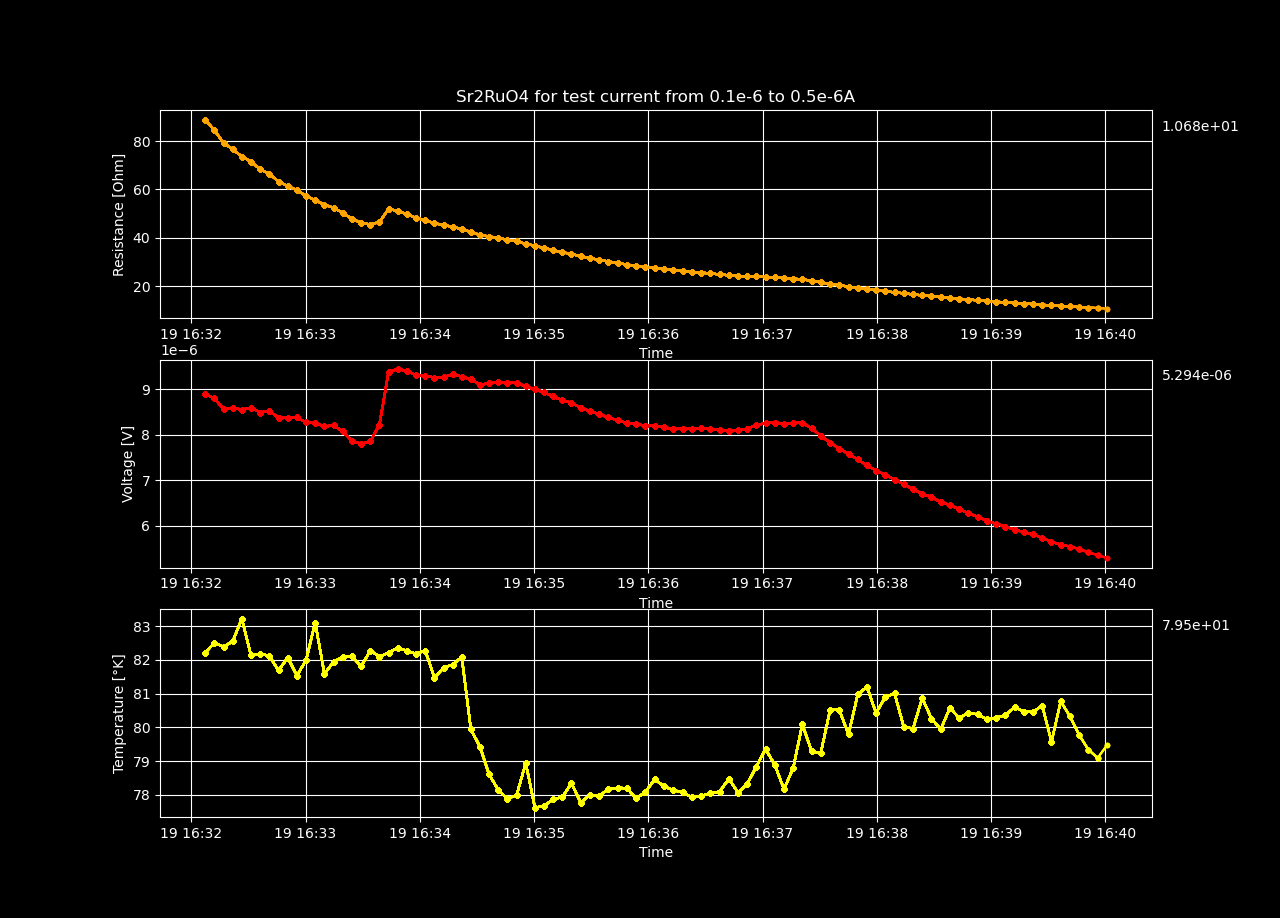 Sr2RuO4 for test current from 0.1e-6 to 0.5e-6A
1.068e+01
Resistance [Ohm]
80
60
40
20
19 16:32 19 16:33 19 16:34 19 16:35 19 16:36 19 16:37 19 16:38 19 16:39 19 16:40
Time
1e−6
5.294e-06
Voltage [V]
9
8
7
6
19 16:32 19 16:33 19 16:34 19 16:35 19 16:36 19 16:37 19 16:38 19 16:39 19 16:40
Time
7.95e+01
Temperature [°K]
83
82
81
80
79
78
19 16:32 19 16:33 19 16:34 19 16:35 19 16:36 19 16:37 19 16:38 19 16:39 19 16:40
Time